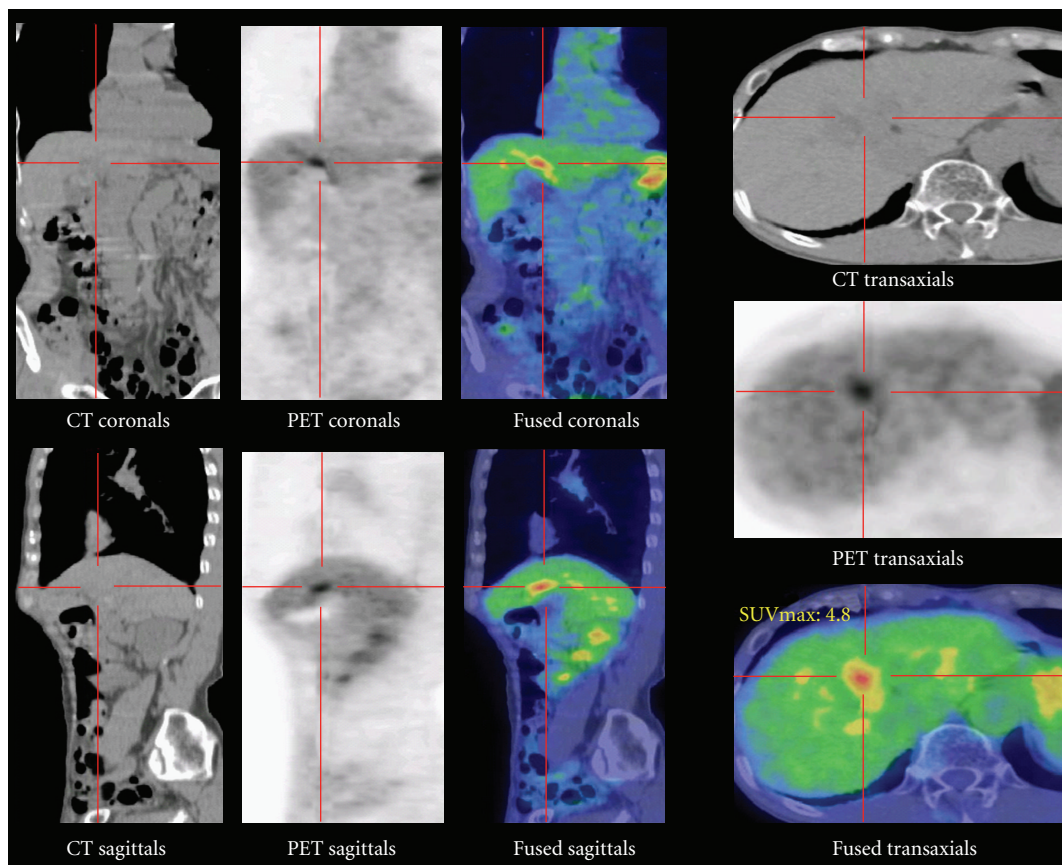 CT coronals
PET coronals
Fused coronals
CT transaxials
PET transaxials
SUVmax: 4.8
CT sagittals
PET sagittals
Fused sagittals
Fused transaxials